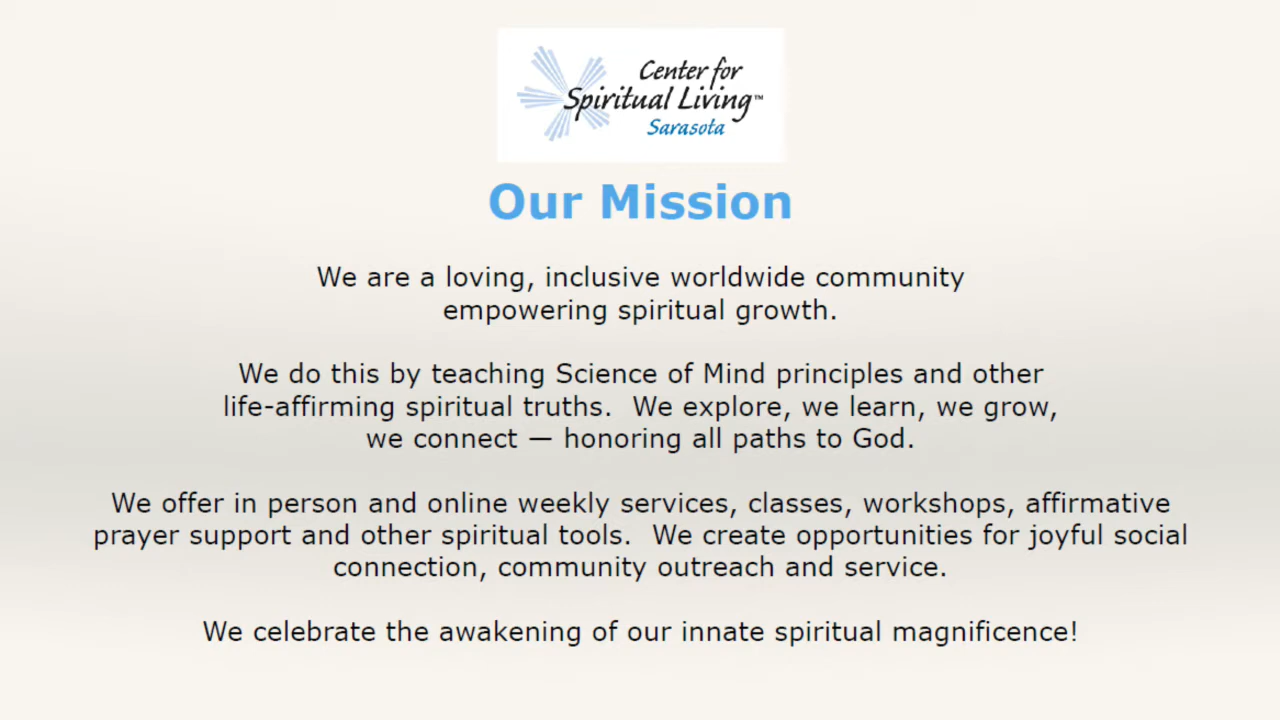 Center for
Spiritual Living™
Sarasota
Our Mission
We are a loving, inclusive worldwide community
empowering spiritual growth.
We do this by teaching Science of Mind principles and other
life-affirming spiritual truths.  We explore, we learn, we grow,
we connect — honoring all paths to God.
We offer in person and online weekly services, classes, workshops, affirmative
prayer support and other spiritual tools.  We create opportunities for joyful social
connection, community outreach and service.
We celebrate the awakening of our innate spiritual magnificence!